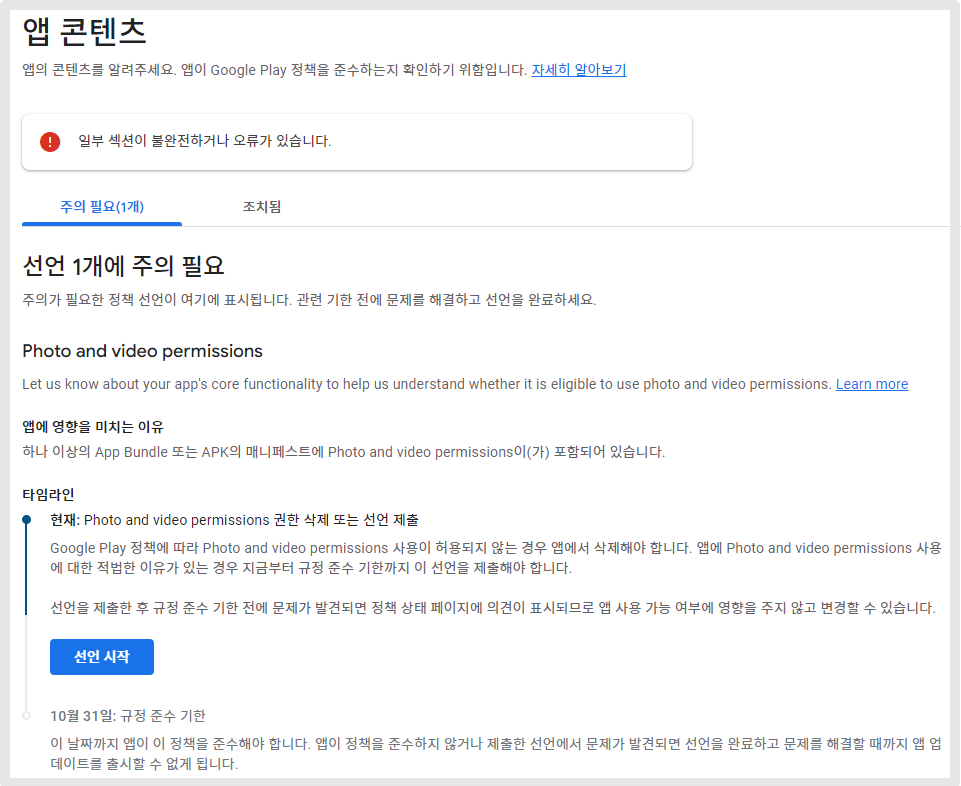 앱 콘텐츠
앱의 콘텐츠를 알려주세요. 앱이 Google Play 정책을 준수하는지 확인하기 위함입니다. 자세히 알아보기
일부 섹션이 불완전하거나 오류가 있습니다.
주의 필요(1개) 조치됨
선언 1개에 주의 필요
주의가 필요한 정책 선언이 여기에 표시됩니다. 관련 기한 전에 문제를 해결하고 선언을 완료하세요.
Photo and video permissions
Let us know about your app's core functionality to help us understand whether it is eligible to use photo and video permissions. Learn more
앱에 영향을 미치는 이유
하나 이상의 App Bundle 또는 APK의 매니페스트에 Photo and video permissions이(가) 포함되어 있습니다.
타임라인
현재: Photo and video permissions 권한 삭제 또는 선언 제출
Google Play 정책에 따라 Photo and video permissions 사용이 허용되지 않는 경우 앱에서 삭제해야 합니다. 앱에 Photo and video permissions 사용
에 대한 적법한 이유가 있는 경우 지금부터 규정 준수 기한까지 이 선언을 제출해야 합니다.
선언을 제출한 후 규정 준수 기한 전에 문제가 발견되면 정책 상태 페이지에 의견이 표시되므로 앱 사용 가능 여부에 영향을 주지 않고 변경할 수 있습니다.
선언 시작
10월 31일: 규정 준수 기한
이 날짜까지 앱이 이 정책을 준수해야 합니다. 앱이 정책을 준수하지 않거나 제출한 선언에서 문제가 발견되면 선언을 완료하고 문제를 해결할 때까지 앱 업
데이트를 출시할 수 없게 됩니다.